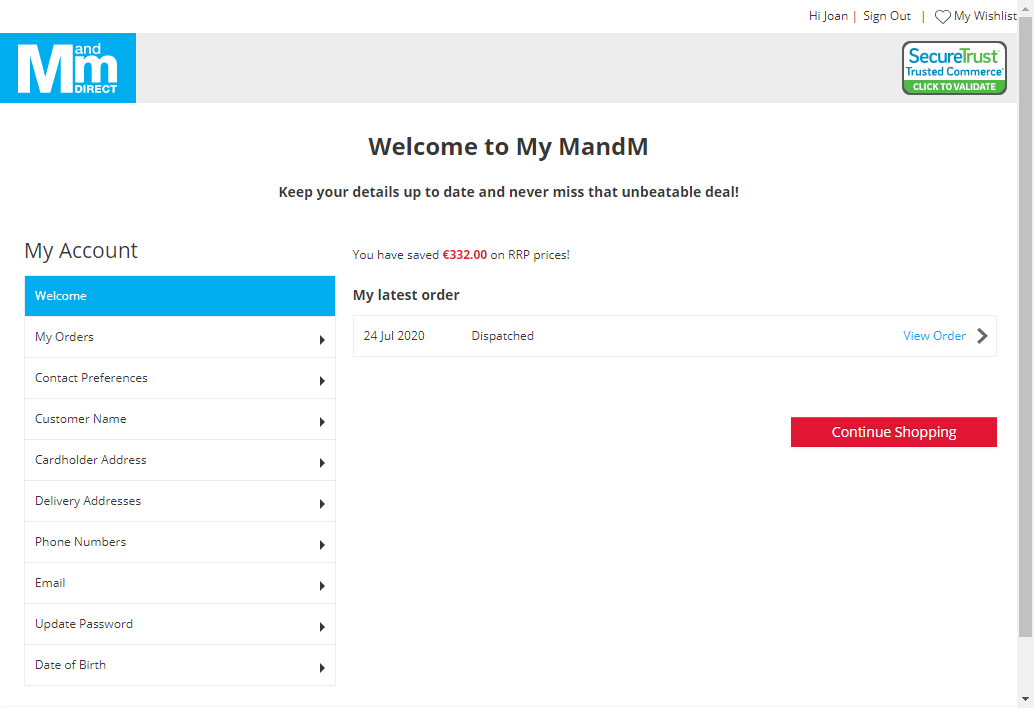 Hi Joan | Sign Out | My Wishlist
MandM DIRECT
SecureTrust
Trusted Commerce
CLICK TO VALIDATE
Welcome to My MandM
Keep your details up to date and never miss that unbeatable deal!
My Account
You have saved €332.00 on RRP prices!
Welcome
My latest order
My Orders
24 Jul 2020 Dispatched View Order
Contact Preferences
Customer Name
Continue Shopping
Cardholder Address
Delivery Addresses
Phone Numbers
Email
Update Password
Date of Birth